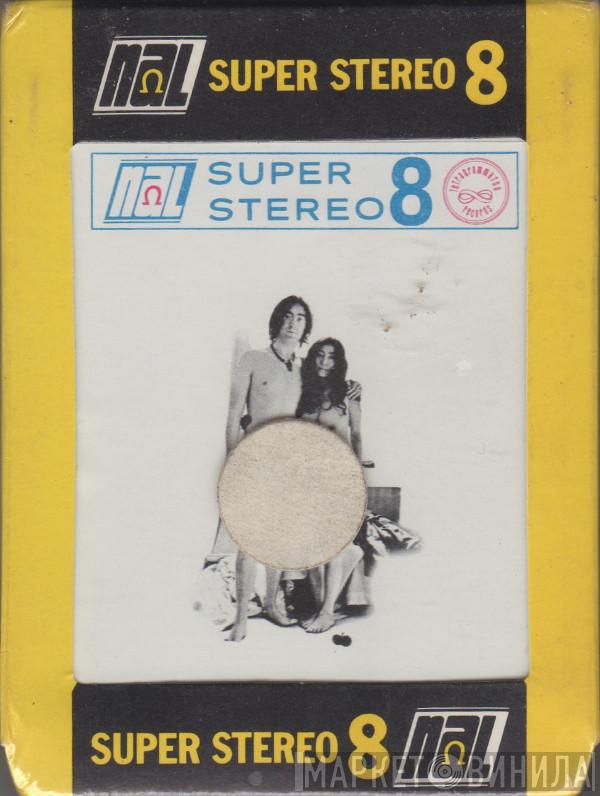 nal SUPER STEREO 8
nal SUPER STEREO 8
Tetragrammaton records
SUPER STEREO 8 nal
МАРКЕТ ВИНИЛА